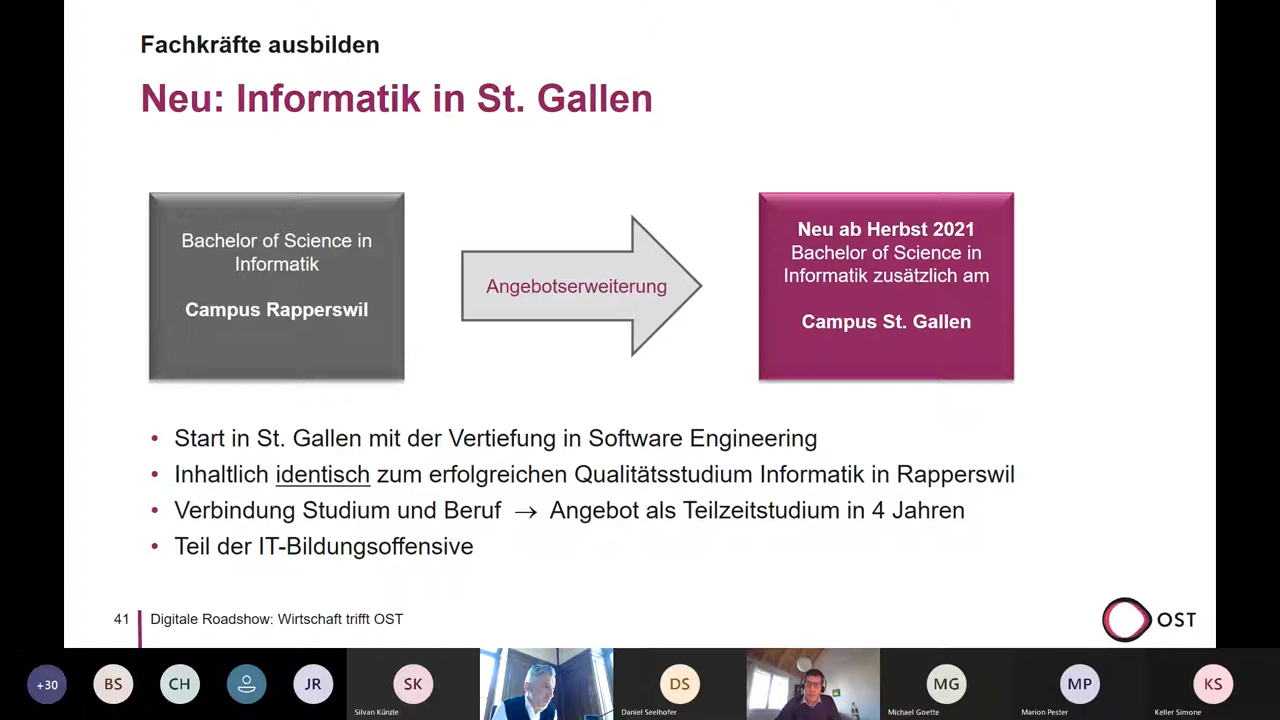 Fachkräfte ausbilden
Neu: Informatik in St. Gallen
Bachelor of Science in
Informatik
Campus Rapperswil
Angebotserweiterung
Neu ab Herbst 2021
Bachelor of Science in
Informatik zusätzlich am
Campus St. Gallen
• Start in St. Gallen mit der Vertiefung in Software Engineering
• Inhaltlich identisch zum erfolgreichen Qualitätsstudium Informatik in Rapperswil
• Verbindung Studium und Beruf → Angebot als Teilzeitstudium in 4 Jahren
• Teil der IT-Bildungsoffensive
41 Digitale Roadshow: Wirtschaft trifft OST
OST
+30 BS CH JR SK DS MG MP KS
Silvan Künzle Daniel Seelhofer Michael Goette Marion Pester Keller Simone